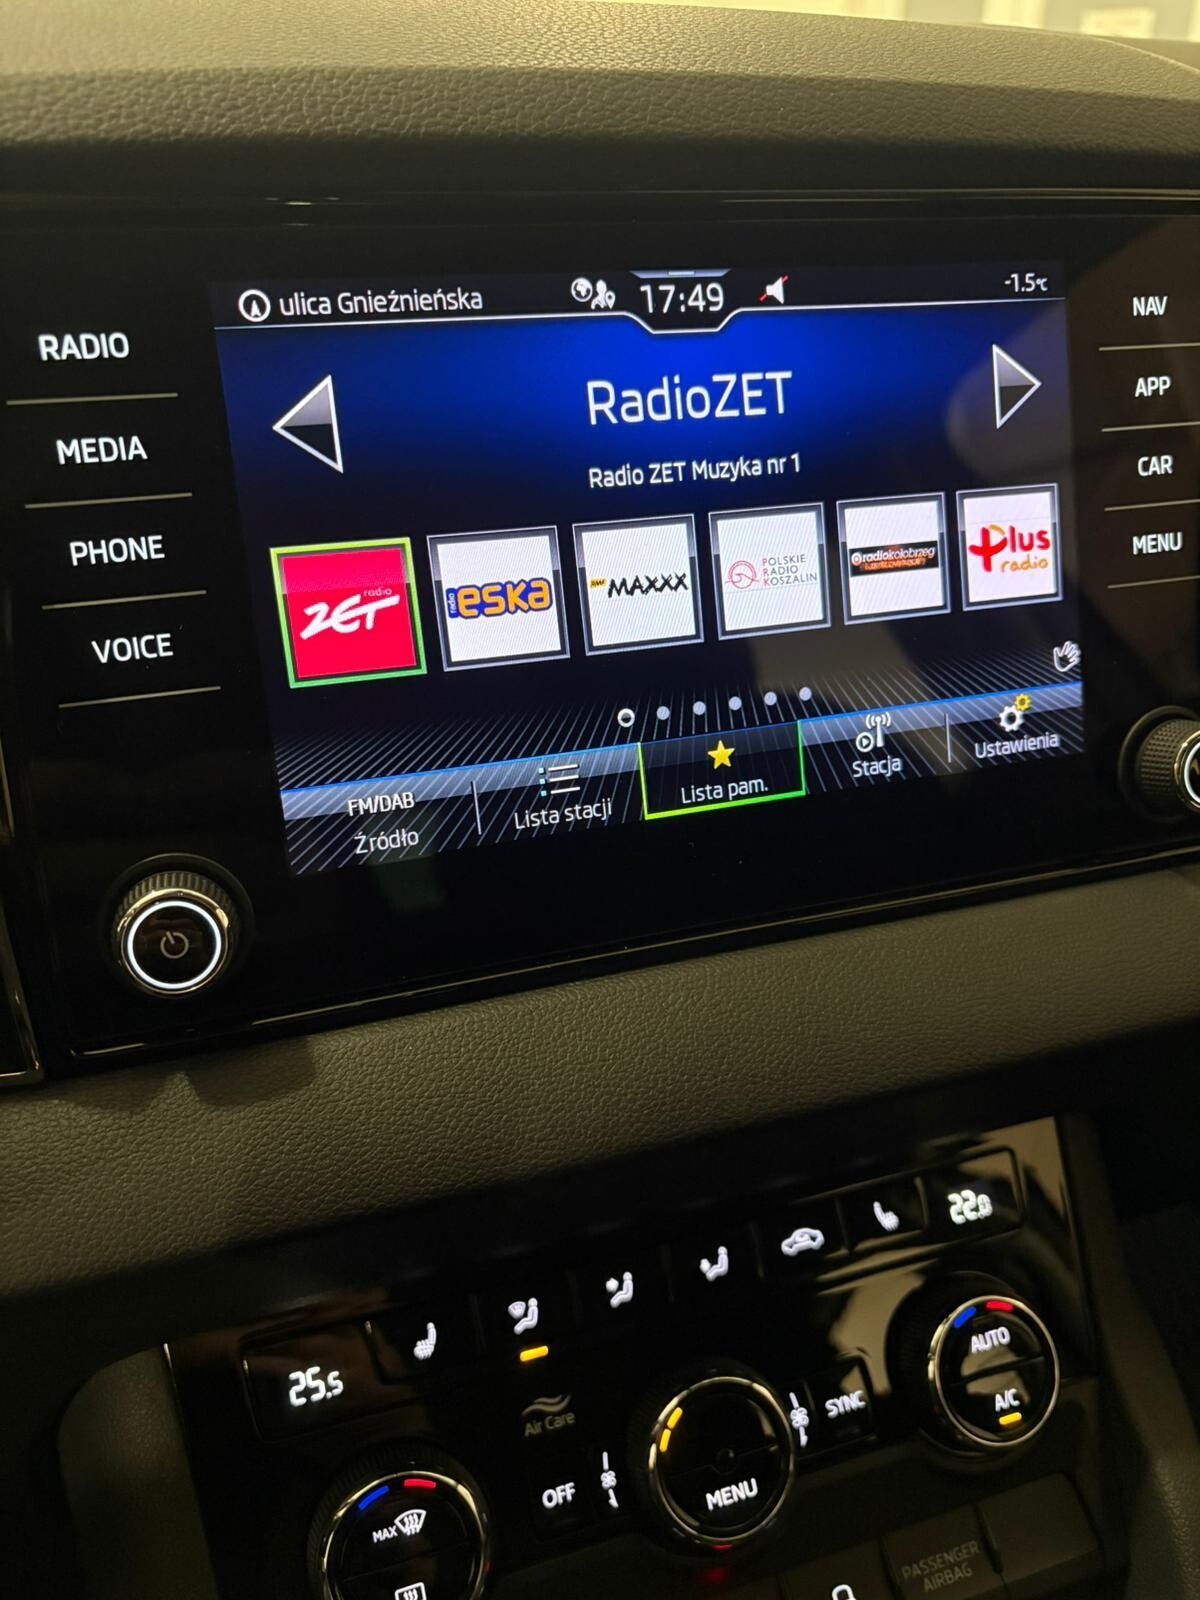 ulica Gnieźnieńska
17:49
-1.5°C
RADIO
MEDIA
PHONE
VOICE
NAV
APP
CAR
MENU
RadioZET
Radio ZET Muzyka nr 1
radio ZET
radio eska
RMF MAXXX
POLSKIE RADIO KOSZALIN
radiokolobrzeg
plus radio
FM/DAB
Źródło
Lista stacji
Lista pam.
Stacja
Ustawienia
25.5
22.0
Air Care
OFF
MENU
SYNC
AUTO
A/C
MAX
PASSENGER
AIRBAG